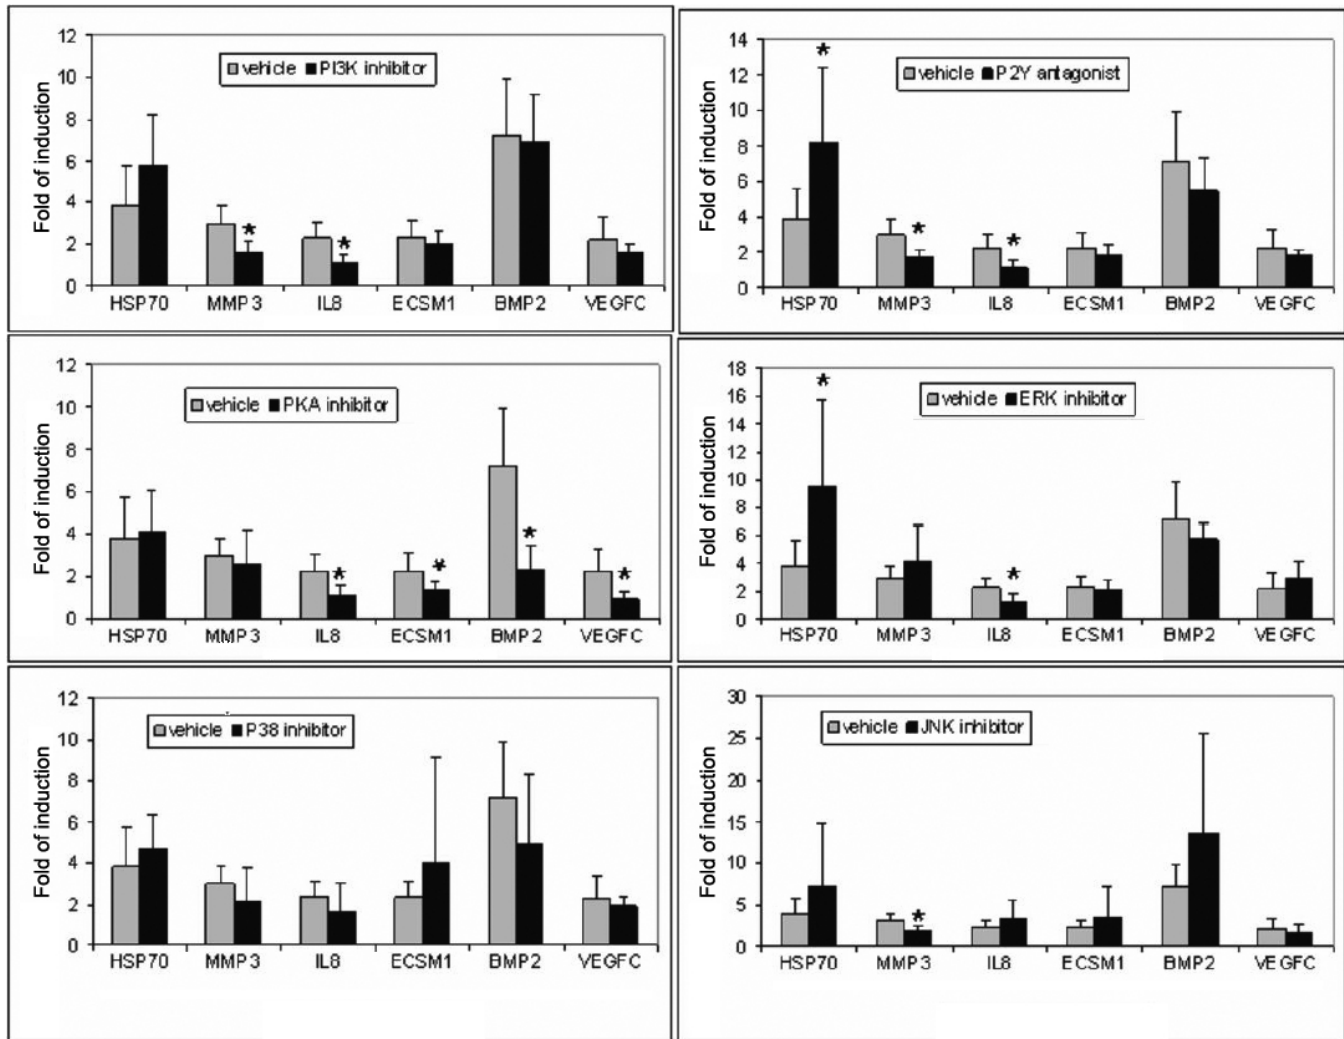 12
10
8
6
4
2
0
Fold of induction
vehicle PI3K inhibitor
* *
HSP70 MMP3 IL8 ECSM1 BMP2 VEGFC
14
12
10
8
6
4
2
0
Fold of induction
vehicle P2Y antagonist
* * *
HSP70 MMP3 IL8 ECSM1 BMP2 VEGFC
12
10
8
6
4
2
0
Fold of induction
vehicle PKA inhibitor
* * * *
HSP70 MMP3 IL8 ECSM1 BMP2 VEGFC
18
16
14
12
10
8
6
4
2
0
Fold of induction
vehicle ERK inhibitor
* *
HSP70 MMP3 IL8 ECSM1 BMP2 VEGFC
12
10
8
6
4
2
0
Fold of induction
vehicle P38 inhibitor
HSP70 MMP3 IL8 ECSM1 BMP2 VEGFC
30
25
20
15
10
5
0
Fold of induction
vehicle JNK inhibitor
*
HSP70 MMP3 IL8 ECSM1 BMP2 VEGFC